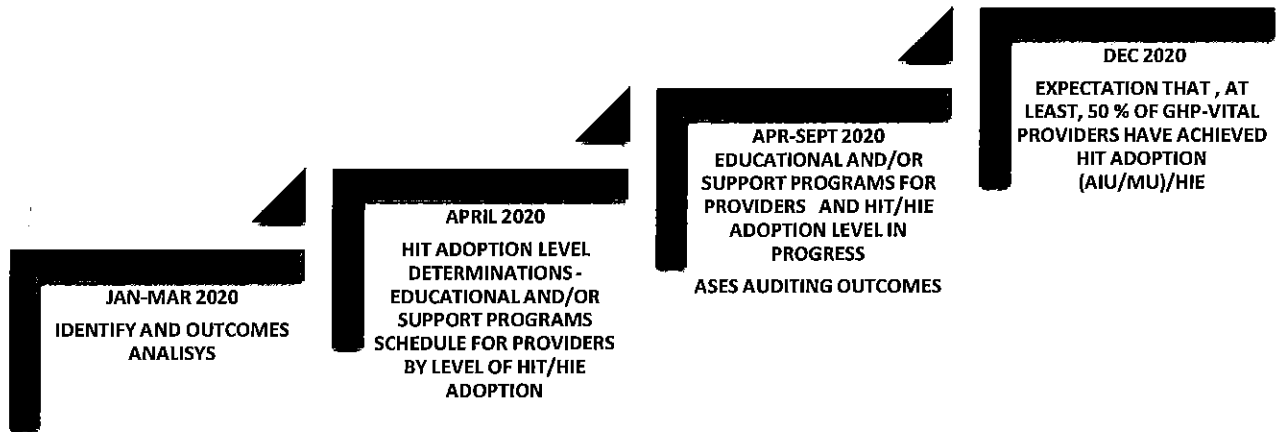 JAN-MAR 2020
IDENTIFY AND OUTCOMES
ANALISYS
APRIL 2020
HIT ADOPTION LEVEL
DETERMINATIONS -
EDUCATIONAL AND/OR
SUPPORT PROGRAMS
SCHEDULE FOR PROVIDERS
BY LEVEL OF HIT/HIE
ADOPTION
APR-SEPT 2020
EDUCATIONAL AND/OR
SUPPORT PROGRAMS FOR
PROVIDERS AND HIT/HIE
ADOPTION LEVEL IN
PROGRESS
ASES AUDITING OUTCOMES
DEC 2020
EXPECTATION THAT , AT
LEAST, 50 % OF GHP-VITAL
PROVIDERS HAVE ACHIEVED
HIT ADOPTION
(AIU/MU)/HIE